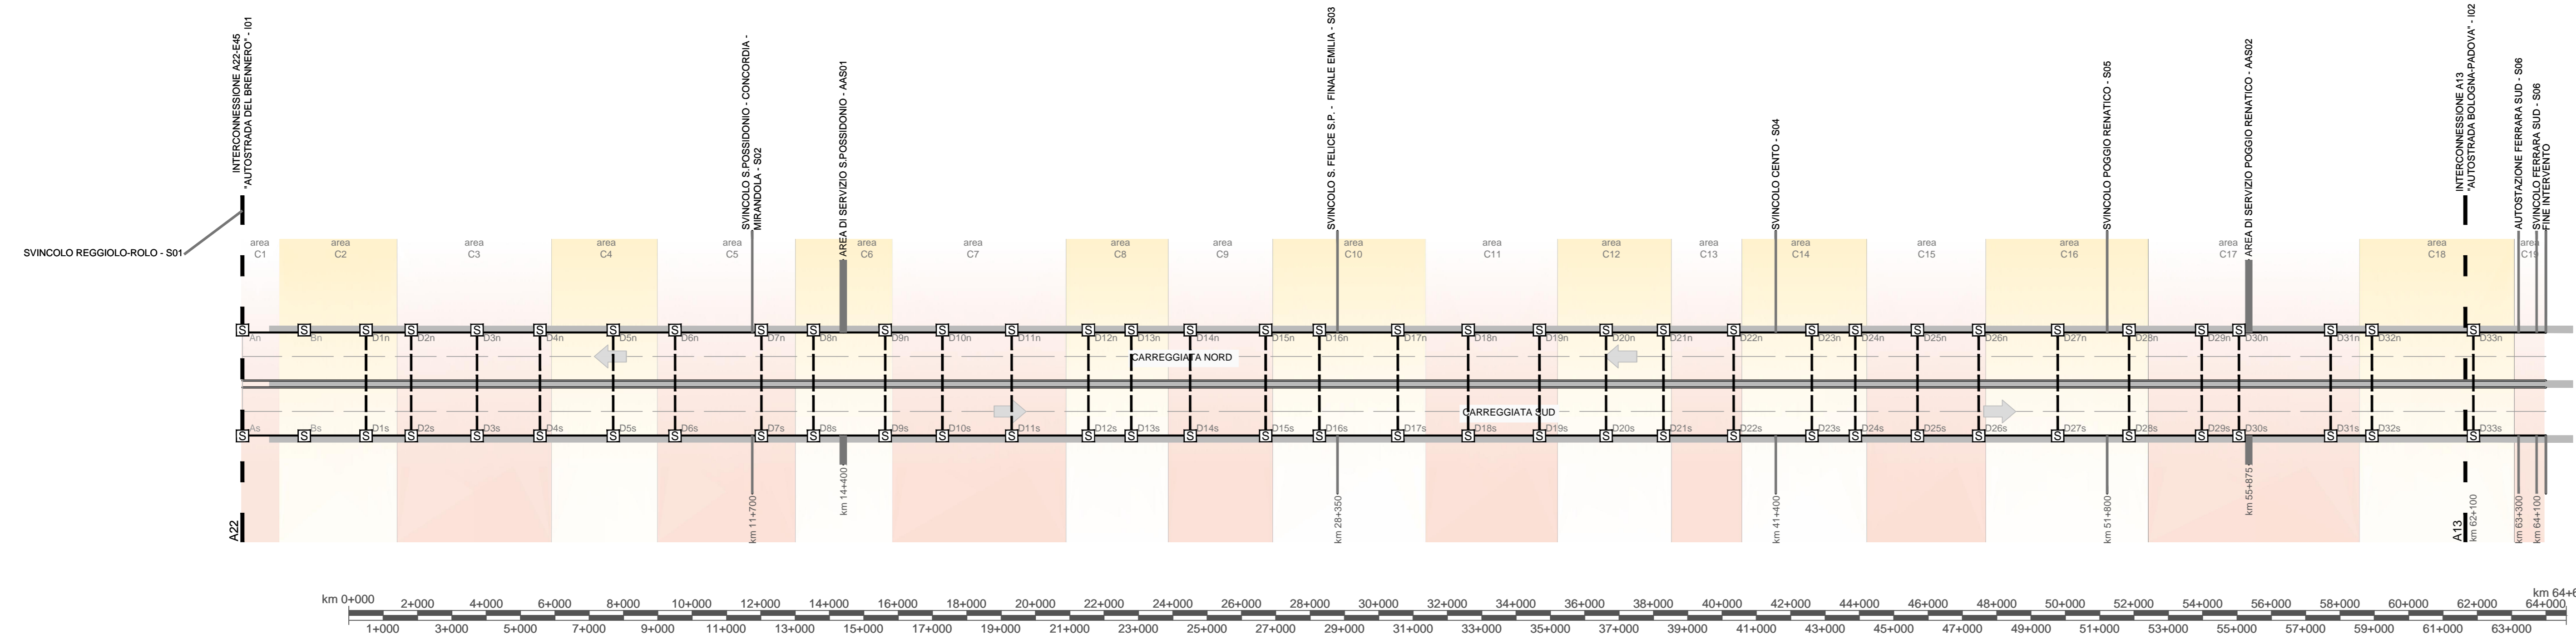 INTERCONNESSIONE A22-E45
"AUTOSTRADA DEL BRENNERO" - I01
SVINCOLO REGGIOLO-ROLO - S01
SVINCOLO S.POSSIDONIO - CONCORDIA -
MIRANDOLA - S02
AREA DI SERVIZIO S.POSSIDONIO - AAS01
SVINCOLO S. FELICE S.P. - FINALE EMILIA - S03
SVINCOLO CENTO - S04
SVINCOLO POGGIO RENATICO - S05
AREA DI SERVIZIO POGGIO RENATICO - AAS02
INTERCONNESSIONE A13
"AUTOSTRADA BOLOGNA-PADOVA" - I02
AUTOSTAZIONE FERRARA SUD - S06
SVINCOLO FERRARA SUD - S06
FINE INTERVENTO
area
C1
area
C2
area
C3
area
C4
area
C5
area
C6
area
C7
area
C8
area
C9
area
C10
area
C11
area
C12
area
C13
area
C14
area
C15
area
C16
area
C17
area
C18
area
C19
S S S S S S S S S S S S S S S S S S S S S S S S S S S S S S S S S S S
An Bn D1n D2n D3n D4n D5n D6n D7n D8n D9n D10n D11n D12n D13n D14n D15n D16n D17n D18n D19n D20n D21n D22n D23n D24n D25n D26n D27n D28n D29n D30n D31n D32n D33n
CARREGGIATA NORD
CARREGGIATA SUD
As Bs D1s D2s D3s D4s D5s D6s D7s D8s D9s D10s D11s D12s D13s D14s D15s D16s D17s D18s D19s D20s D21s D22s D23s D24s D25s D26s D27s D28s D29s D30s D31s D32s D33s
S S S S S S S S S S S S S S S S S S S S S S S S S S S S S S S S S S S
A22
km 11+700
km 14+400
km 28+350
km 41+400
km 51+800
km 55+875
A13
km 62+100
km 63+300
km 64+100
km 0+000 2+000 4+000 6+000 8+000 10+000 12+000 14+000 16+000 18+000 20+000 22+000 24+000 26+000 28+000 30+000 32+000 34+000 36+000 38+000 40+000 42+000 44+000 46+000 48+000 50+000 52+000 54+000 56+000 58+000 60+000 62+000 64+000 km 64+6
1+000 3+000 5+000 7+000 9+000 11+000 13+000 15+000 17+000 19+000 21+000 23+000 25+000 27+000 29+000 31+000 33+000 35+000 37+000 39+000 41+000 43+000 45+000 47+000 49+000 51+000 53+000 55+000 57+000 59+000 61+000 63+000